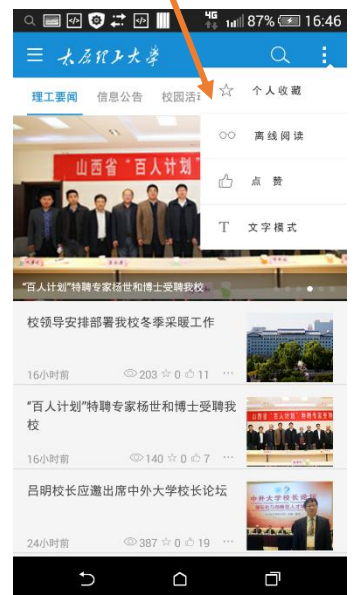 4G 87% 16:46
太原理工大学
理工要闻 信息公告 校园活动
个人收藏
离线阅读
点赞
T 文字模式
山西省“百人计划”
“百人计划”特聘专家杨世和博士受聘我校
校领导安排部署我校冬季采暖工作
16小时前 203 0 11 ...
“百人计划”特聘专家杨世和博士受聘我
校
16小时前 140 0 7 ...
吕明校长应邀出席中外大学校长论坛
24小时前 387 0 19 ...
中外大学校长论坛